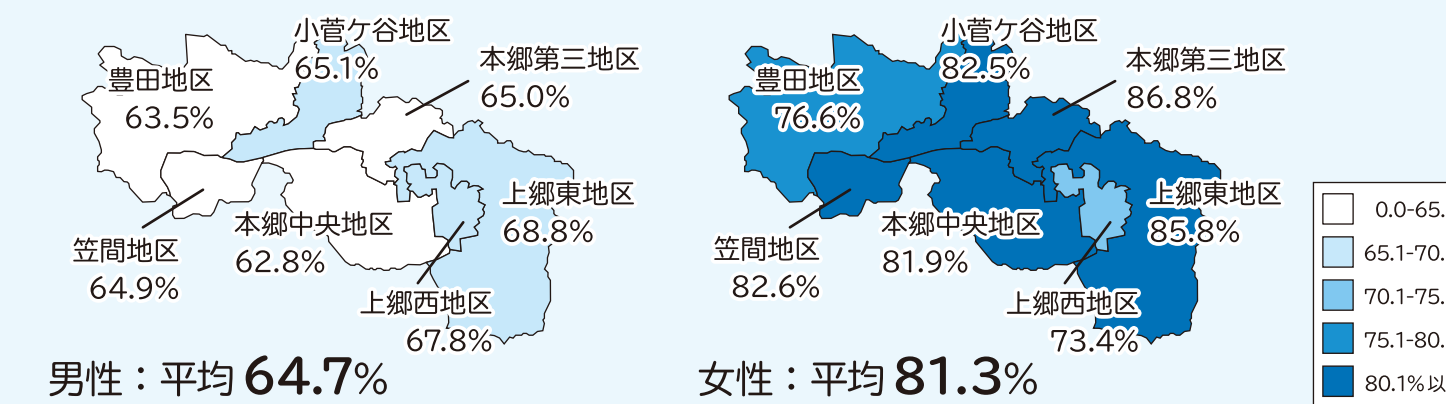 小菅ケ谷地区
65.1%
本郷第三地区
65.0%
豊田地区
63.5%
上郷東地区
68.8%
本郷中央地区
62.8%
笠間地区
64.9%
上郷西地区
67.8%
男性：平均 64.7%
小菅ケ谷地区
82.5%
本郷第三地区
86.8%
豊田地区
76.6%
上郷東地区
85.8%
本郷中央地区
81.9%
笠間地区
82.6%
上郷西地区
73.4%
女性：平均 81.3%
0.0-65.
65.1-70.
70.1-75.
75.1-80.
80.1%以